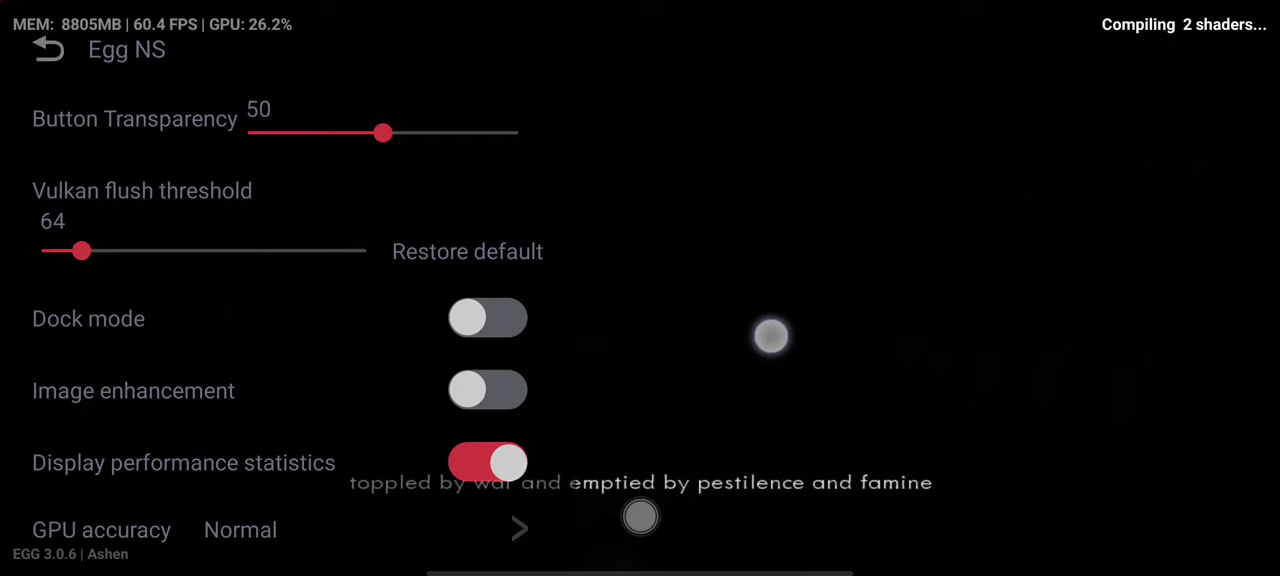 MEM: 8805MB | 60.4 FPS | GPU: 26.2%
Compiling 2 shaders...
Egg NS
Button Transparency 50
Vulkan flush threshold
64
Restore default
Dock mode
Image enhancement
Display performance statistics
toppled by war and emptied by pestilence and famine
GPU accuracy Normal
EGG 3.0.6 | Ashen